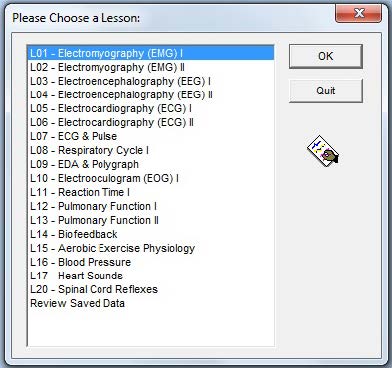 Please Choose a Lesson:
L01 - Electromyography (EMG) I
L02 - Electromyography (EMG) II
L03 - Electroencephalography (EEG) I
L04 - Electroencephalography (EEG) II
L05 - Electrocardiography (ECG) I
L06 - Electrocardiography (ECG) II
L07 - ECG & Pulse
L08 - Respiratory Cycle I
L09 - EDA & Polygraph
L10 - Electrooculogram (EOG) I
L11 - Reaction Time I
L12 - Pulmonary Function I
L13 - Pulmonary Function II
L14 - Biofeedback
L15 - Aerobic Exercise Physiology
L16 - Blood Pressure
L17 - Heart Sounds
L20 - Spinal Cord Reflexes
Review Saved Data
OK
Quit